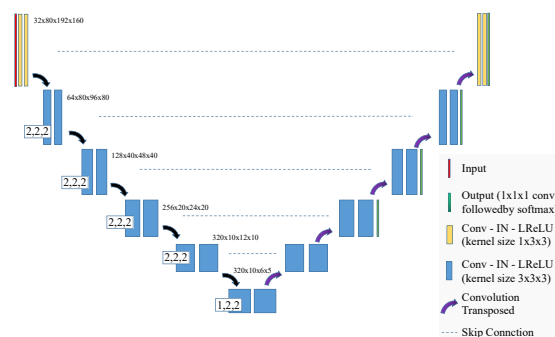 32x80x192x160
64x80x96x80
2,2,2
128x40x48x40
2,2,2
256x20x24x20
2,2,2
320x10x12x10
2,2,2
320x10x6x5
1,2,2
Input
Output (1x1x1 conv
followedby softmax
Conv - IN - LReLU
(kernel size 1x3x3)
Conv - IN - LReLU
(kernel size 3x3x3)
Convolution
Transposed
Skip Connction